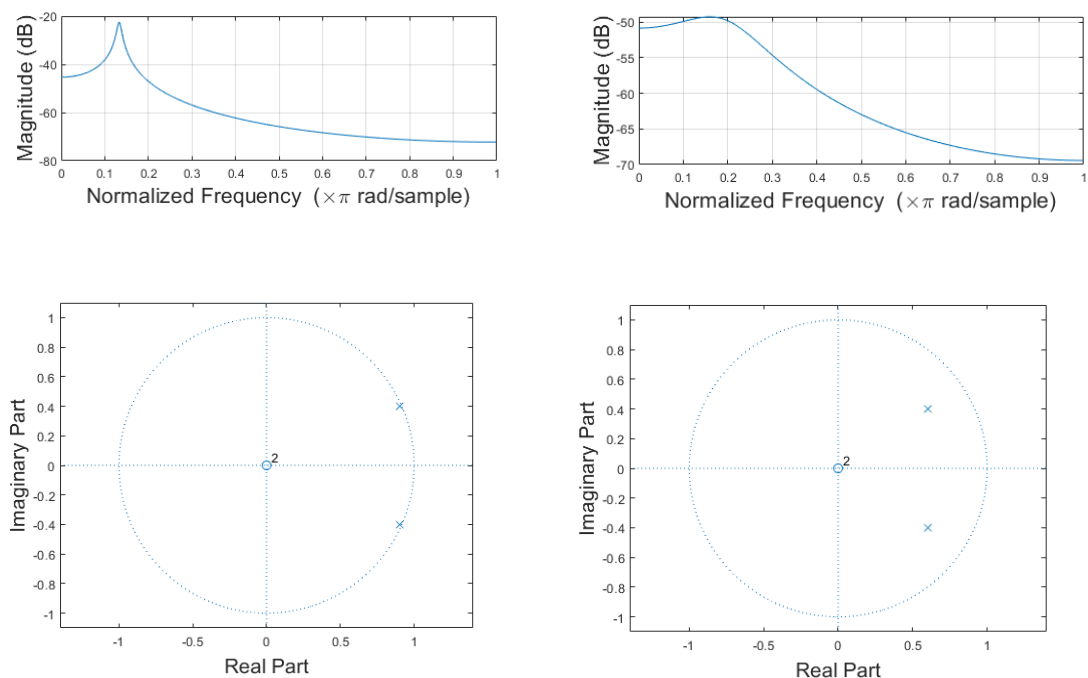 Magnitude (dB)
-20
-40
-60
-80
0 0.1 0.2 0.3 0.4 0.5 0.6 0.7 0.8 0.9 1
Normalized Frequency (×π rad/sample)
Magnitude (dB)
-50
-55
-60
-65
-70
0 0.1 0.2 0.3 0.4 0.5 0.6 0.7 0.8 0.9 1
Normalized Frequency (×π rad/sample)
Imaginary Part
1
0.8
0.6
0.4
0.2
0
-0.2
-0.4
-0.6
-0.8
-1
2
-1 -0.5 0 0.5 1
Real Part
Imaginary Part
1
0.8
0.6
0.4
0.2
0
-0.2
-0.4
-0.6
-0.8
-1
2
-1 -0.5 0 0.5 1
Real Part